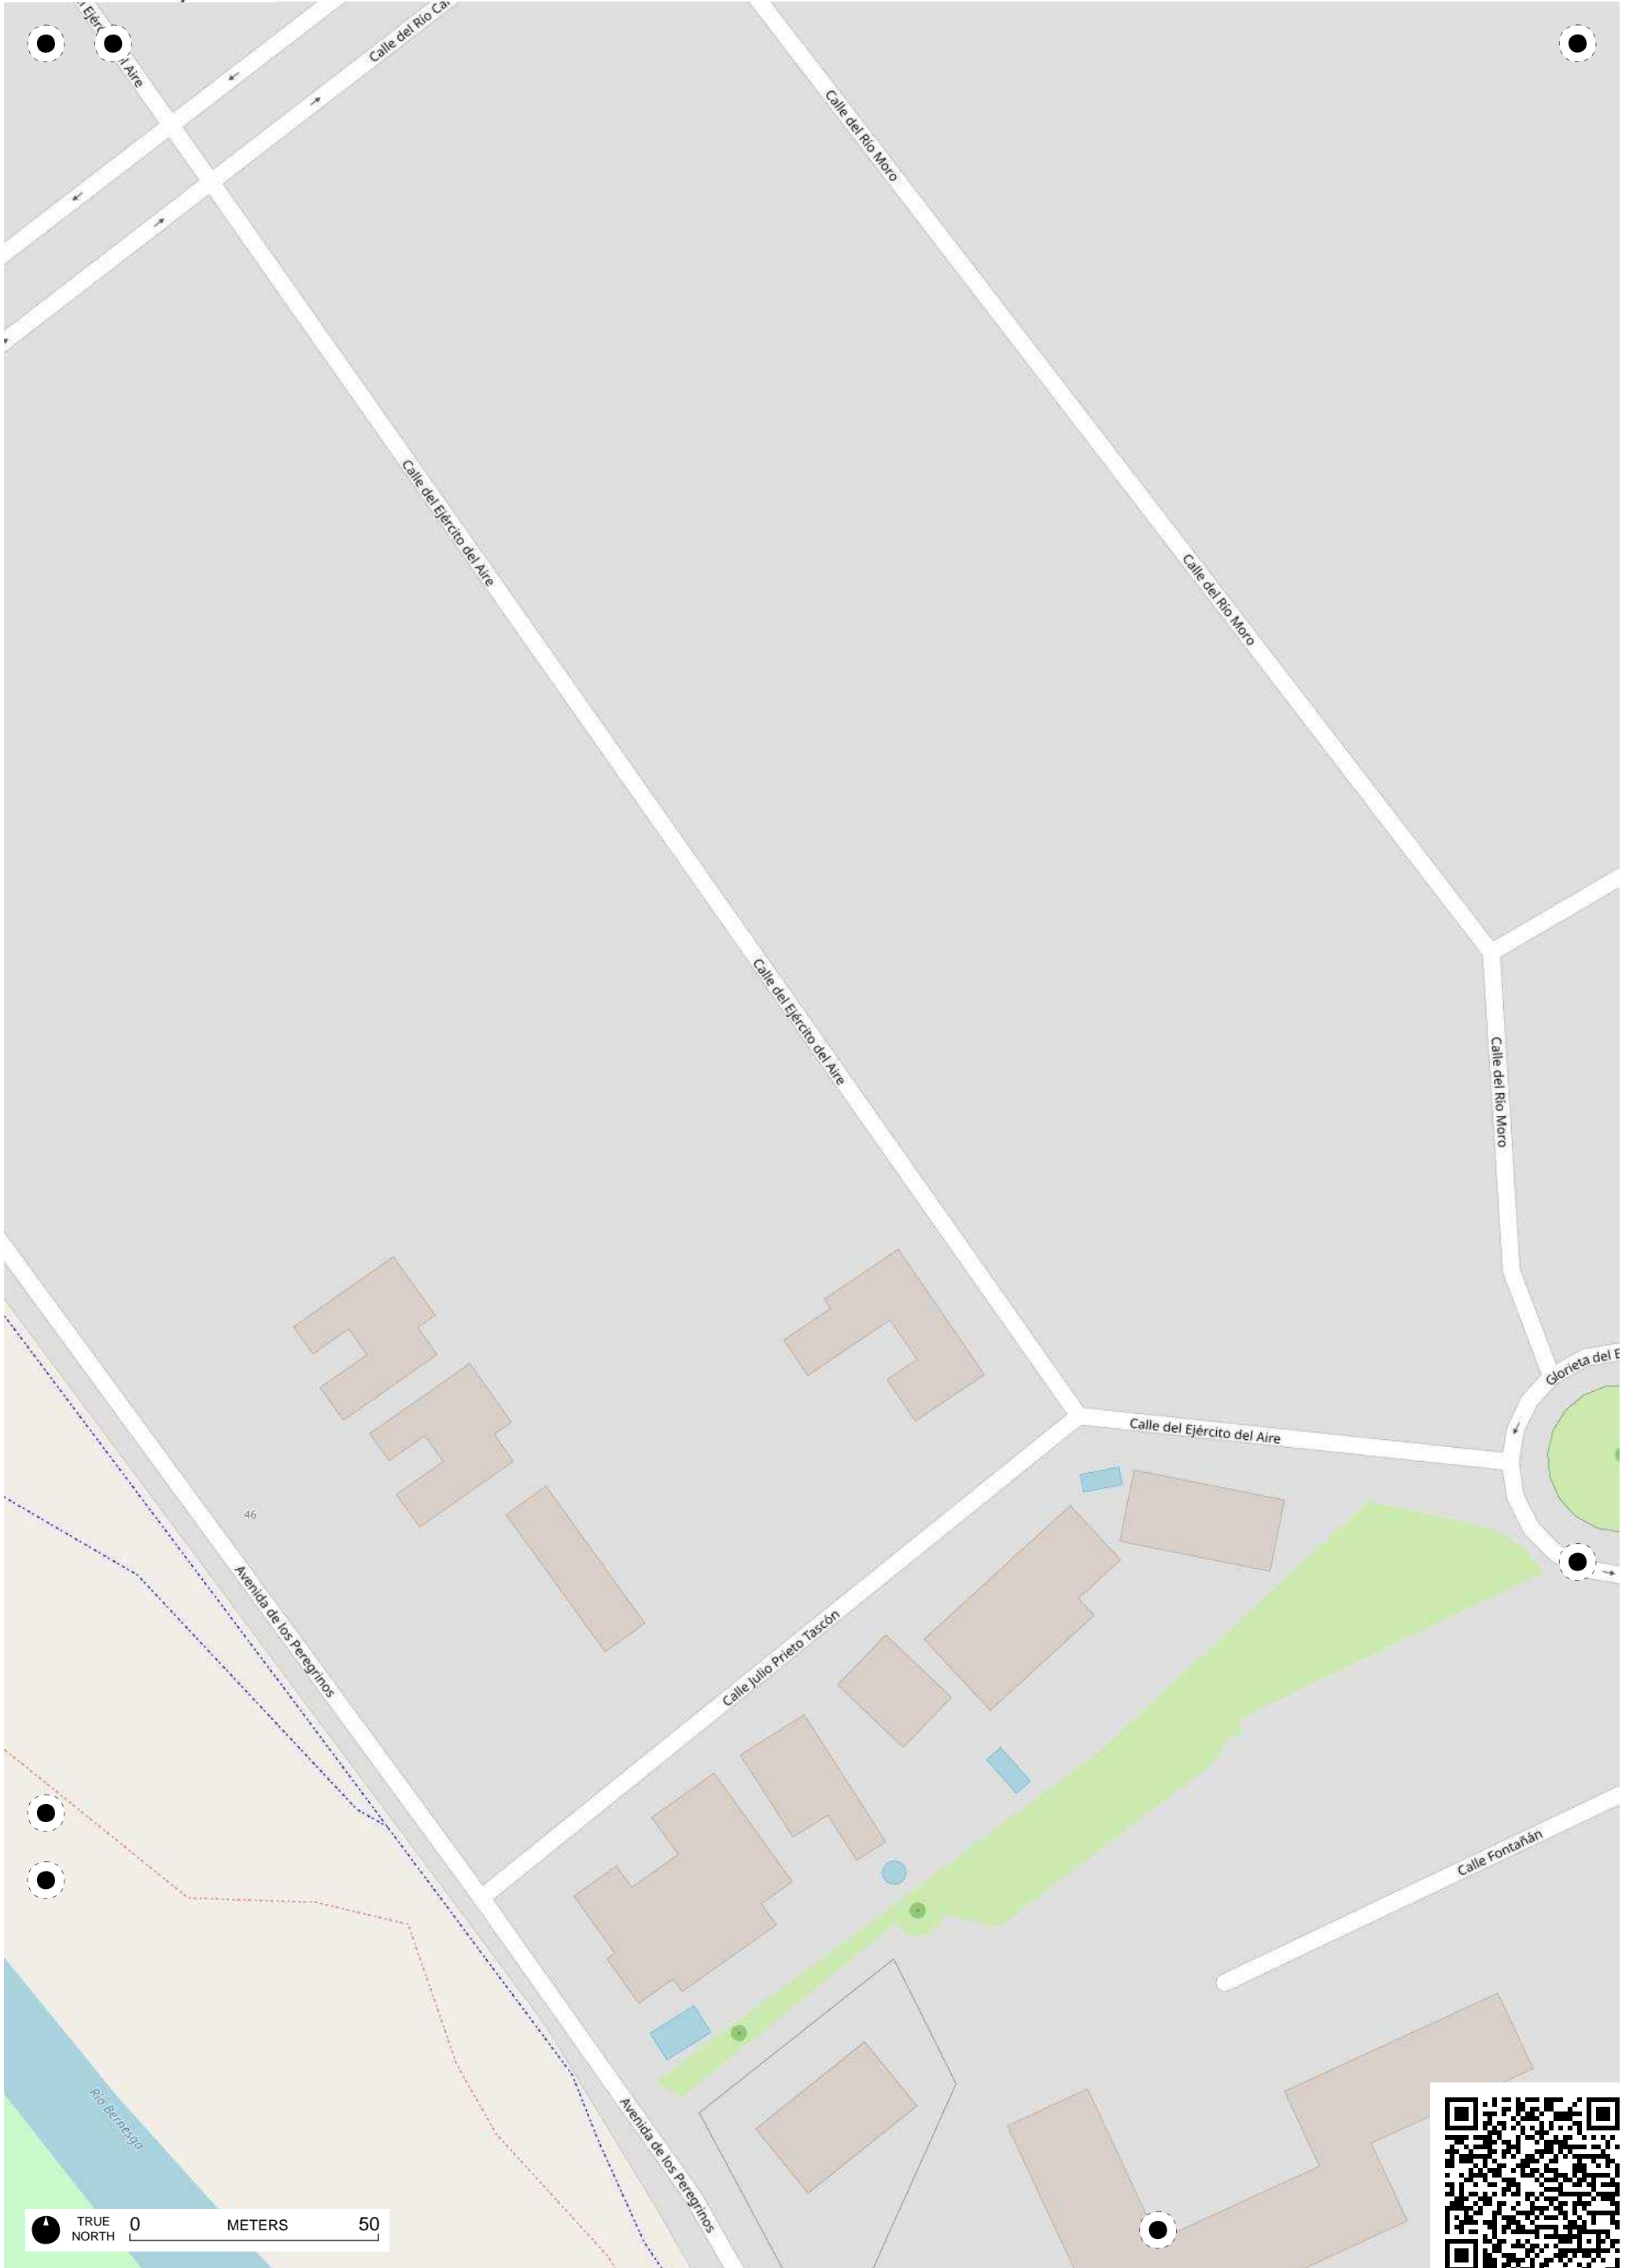 Calle del Río
Aire
Calle del Río Moro
Calle del Ejército del Aire
Calle del Río Moro
Calle del Ejército del Aire
Calle del Río Moro
Glorieta del
Calle del Ejército del Aire
46
Avenida de los Peregrinos
Calle Julio Prieto Tascón
Calle Fontañán
Río Bernesga
Avenida de los Peregrinos
TRUE
NORTH
0 METERS 50